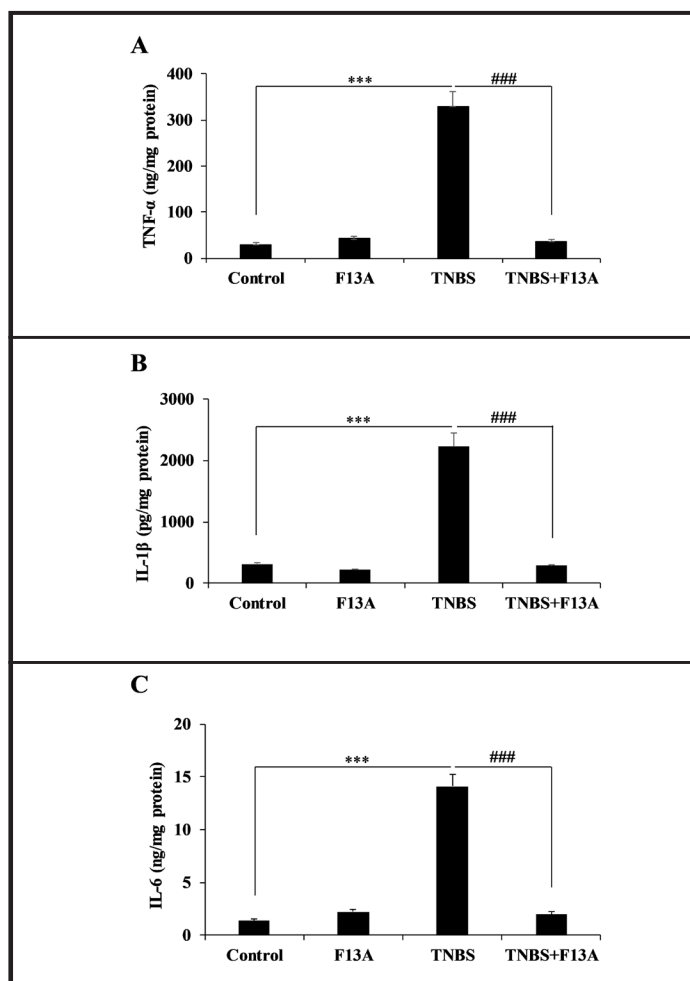 A
TNF-α (ng/mg protein)
400
300
200
100
0
*** ###
Control F13A TNBS TNBS+F13A
B
IL-1β (pg/mg protein)
3000
2000
1000
0
*** ###
Control F13A TNBS TNBS+F13A
C
IL-6 (ng/mg protein)
20
15
10
5
0
*** ###
Control F13A TNBS TNBS+F13A